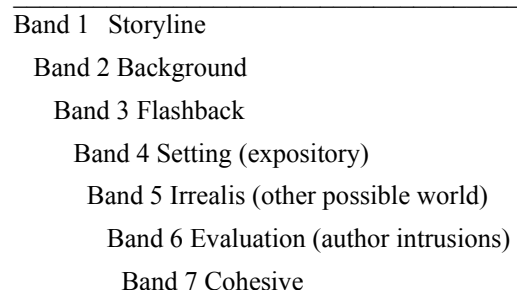 Band 1 Storyline
Band 2 Background
Band 3 Flashback
Band 4 Setting (expository)
Band 5 Irrealis (other possible world)
Band 6 Evaluation (author intrusions)
Band 7 Cohesive